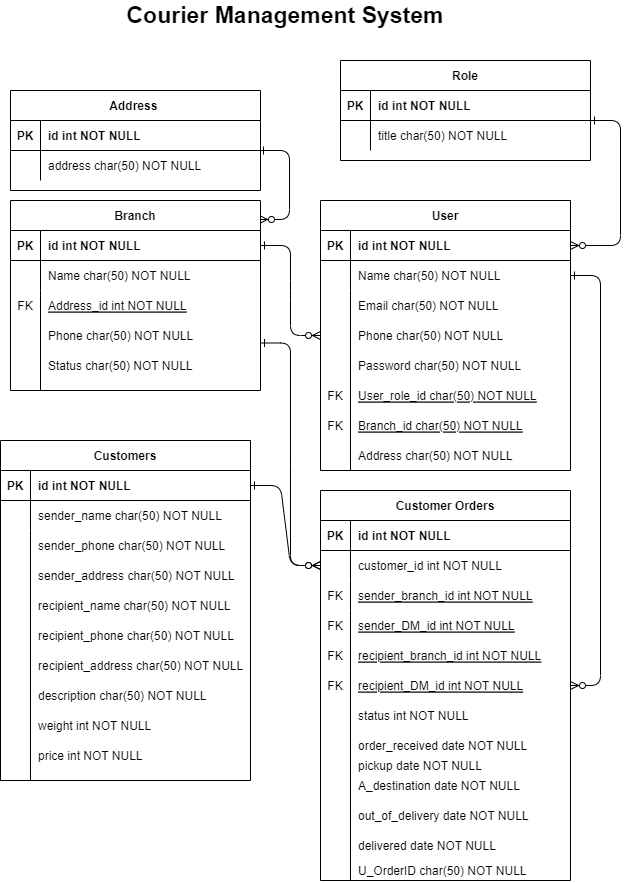 Courier Management System
Role
PK id int NOT NULL
title char(50) NOT NULL
Address
PK id int NOT NULL
address char(50) NOT NULL
Branch
PK id int NOT NULL
Name char(50) NOT NULL
FK Address_id int NOT NULL
Phone char(50) NOT NULL
Status char(50) NOT NULL
User
PK id int NOT NULL
Name char(50) NOT NULL
Email char(50) NOT NULL
Phone char(50) NOT NULL
Password char(50) NOT NULL
FK User_role_id char(50) NOT NULL
FK Branch_id char(50) NOT NULL
Address char(50) NOT NULL
Customers
PK id int NOT NULL
sender_name char(50) NOT NULL
sender_phone char(50) NOT NULL
sender_address char(50) NOT NULL
recipient_name char(50) NOT NULL
recipient_phone char(50) NOT NULL
recipient_address char(50) NOT NULL
description char(50) NOT NULL
weight int NOT NULL
price int NOT NULL
Customer Orders
PK id int NOT NULL
customer_id int NOT NULL
FK sender_branch_id int NOT NULL
FK sender_DM_id int NOT NULL
FK recipient_branch_id int NOT NULL
FK recipient_DM_id int NOT NULL
status int NOT NULL
order_received date NOT NULL
pickup date NOT NULL
A_destination date NOT NULL
out_of_delivery date NOT NULL
delivered date NOT NULL
U_OrderID char(50) NOT NULL